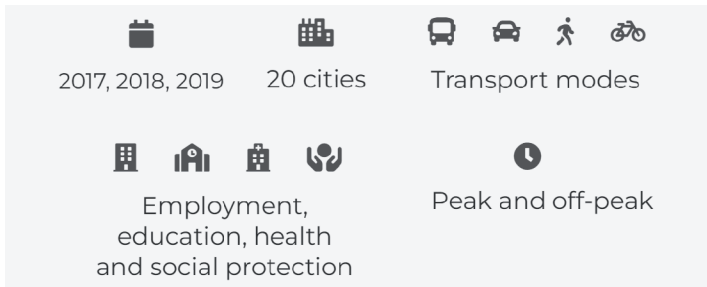 2017, 2018, 2019
20 cities
Transport modes
Employment,
education, health
and social protection
Peak and off-peak